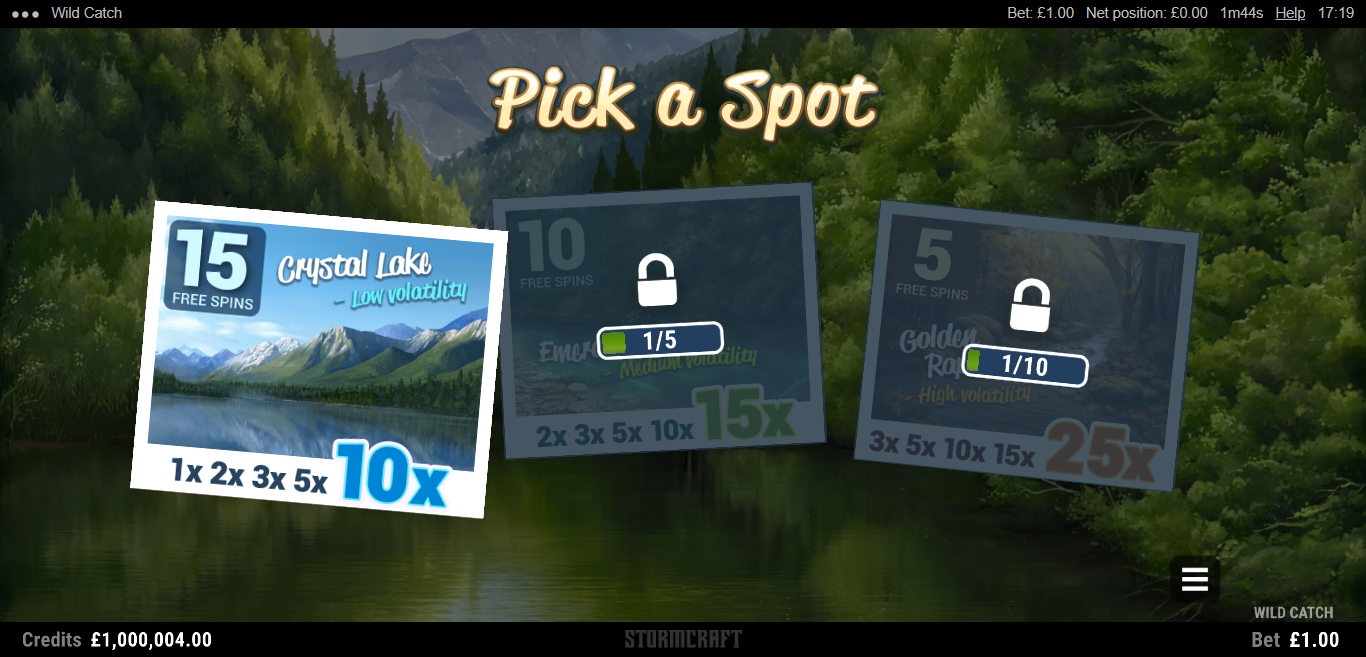 Wild Catch
Bet: £1.00 Net position: £0.00 1m44s Help 17:19
Pick a Spot
15
FREE SPINS
Crystal Lake
- Low volatility
1x 2x 3x 5x 10x
10
FREE SPINS
1/5
- Medium volatility
2x 3x 5x 10x 15x
5
FREE SPINS
Golden
1/10
- High volatility
3x 5x 10x 15x 25x
WILD CATCH
Credits £1,000,004.00
STORMCRAFT
Bet £1.00